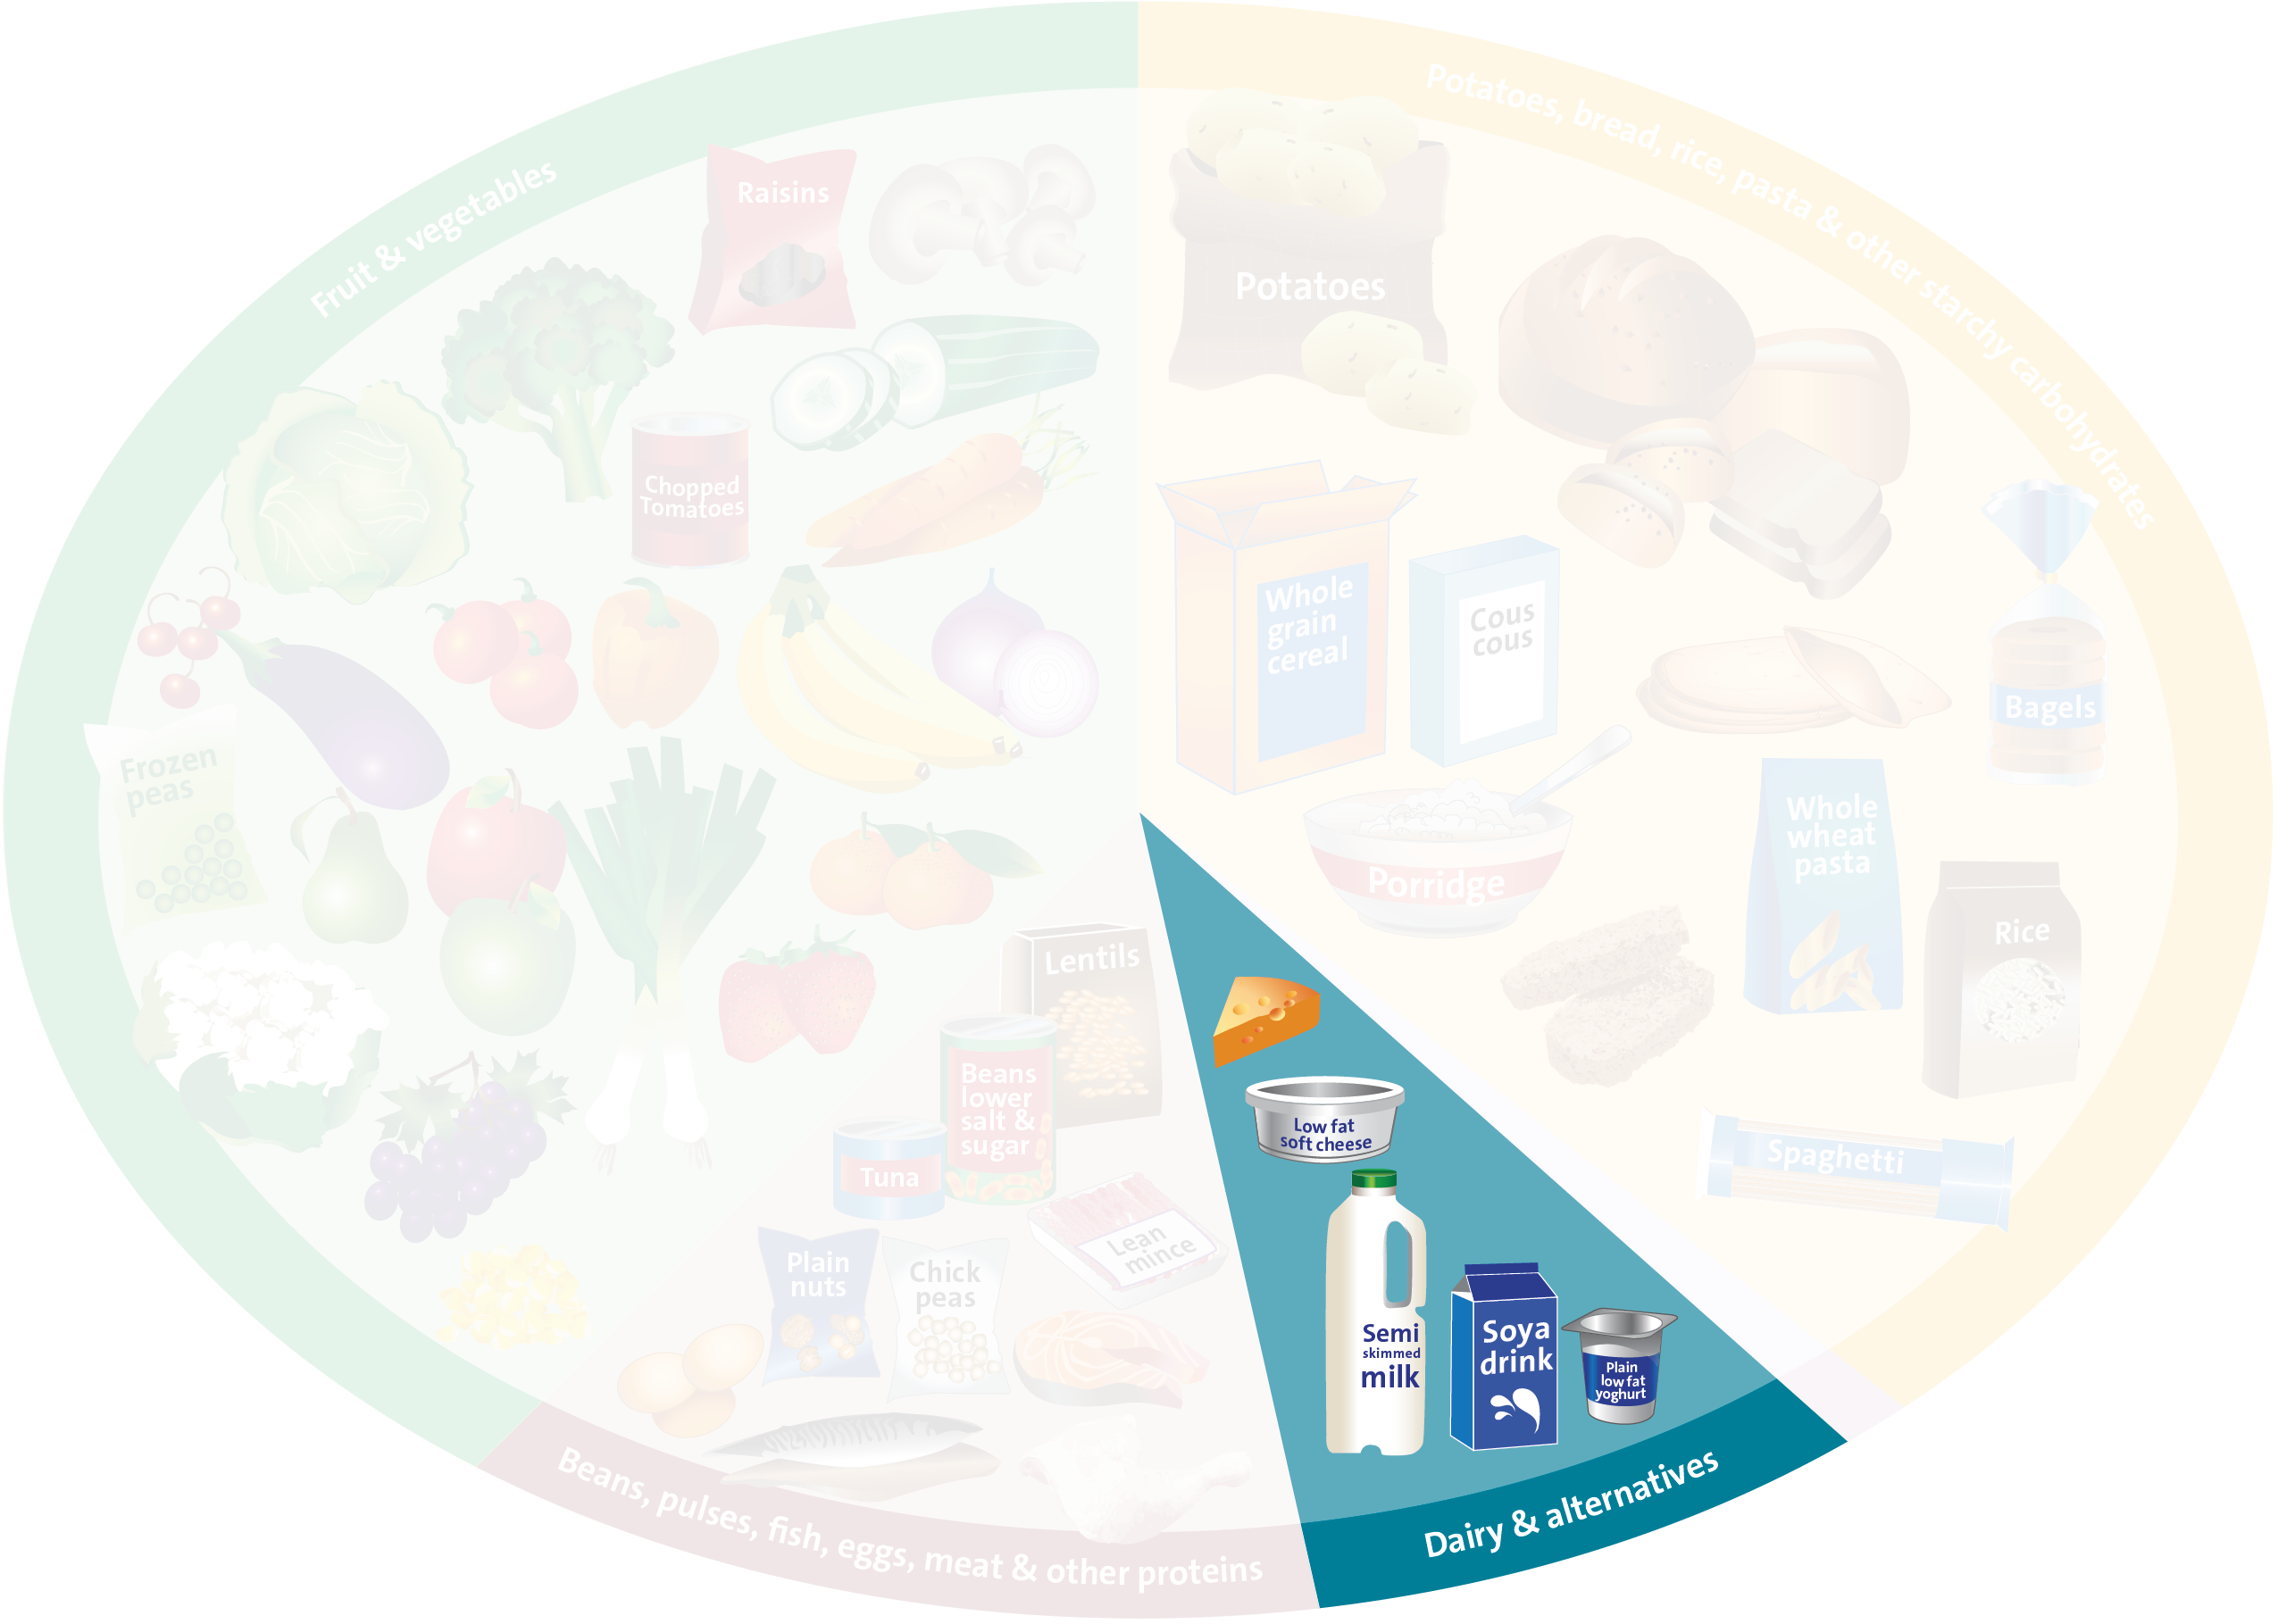 Fruit & vegetables
Raisins
Chopped
Tomatoes
Frozen
peas
Potatoes, bread, rice, pasta & other starchy carbohydrates
Potatoes
Whole
grain
cereal
Cous
cous
Bagels
Porridge
Whole
wheat
pasta
Rice
Spaghetti
Lentils
Beans
lower
salt &
sugar
Tuna
Plain
nuts
Chick
peas
Lean
mince
Beans, pulses, fish, eggs, meat & other proteins
Low fat
soft cheese
Semi
skimmed
milk
Soya
drink
Plain
low fat
yoghurt
Dairy & alternatives